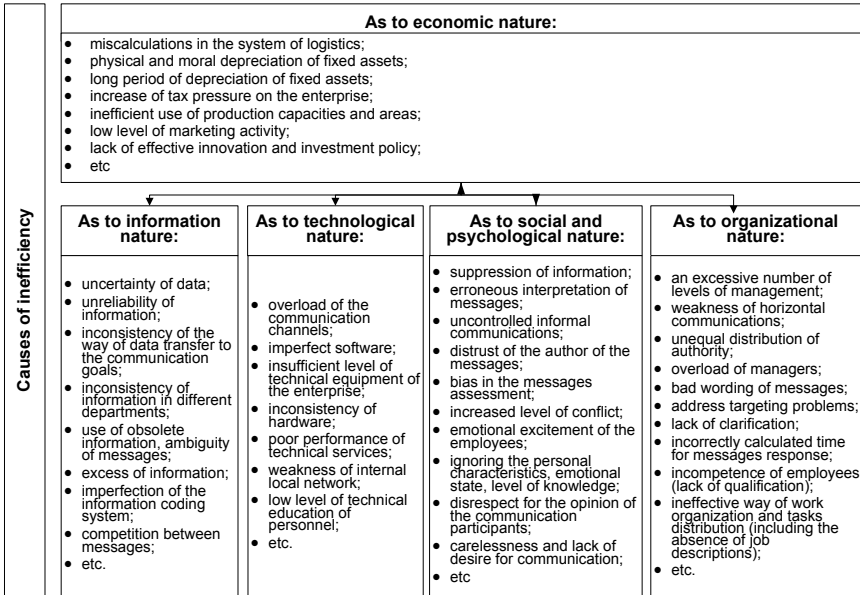 Causes of inefficiency
As to economic nature:
• miscalculations in the system of logistics;
• physical and moral depreciation of fixed assets;
• long period of depreciation of fixed assets;
• increase of tax pressure on the enterprise;
• inefficient use of production capacities and areas;
• low level of marketing activity;
• lack of effective innovation and investment policy;
• etc
As to information
nature:
• uncertainty of data;
• unreliability of
information;
• inconsistency of the
way of data transfer to
the communication
goals;
• inconsistency of
information in different
departments;
• use of obsolete
information, ambiguity
of messages;
• excess of information;
• imperfection of the
information coding
system;
• competition between
messages;
• etc.
As to technological
nature:
• overload of the
communication
channels;
• imperfect software;
• insufficient level of
technical equipment of
the enterprise;
• inconsistency of
hardware;
• poor performance of
technical services;
• weakness of internal
local network;
• low level of technical
education of
personnel;
• etc.
As to social and
psychological nature:
• suppression of information;
• erroneous interpretation of
messages;
• uncontrolled informal
communications;
• distrust of the author of the
messages;
• bias in the messages
assessment;
• increased level of conflict;
• emotional excitement of the
employees;
• ignoring the personal
characteristics, emotional
state, level of knowledge;
• disrespect for the opinion of
the communication
participants;
• carelessness and lack of
desire for communication;
• etc
As to organizational
nature:
• an excessive number of
levels of management;
• weakness of horizontal
communications;
• unequal distribution of
authority;
• overload of managers;
• bad wording of messages;
• address targeting problems;
• lack of clarification;
• incorrectly calculated time
for messages response;
• incompetence of employees
(lack of qualification);
• ineffective way of work
organization and tasks
distribution (including the
absence of job
descriptions);
• etc.